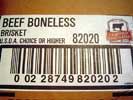 BEEF BONELESS
BRISKET
U.S.D.A. CHOICE OR HIGHER 82020
0 02 28749 82020 2